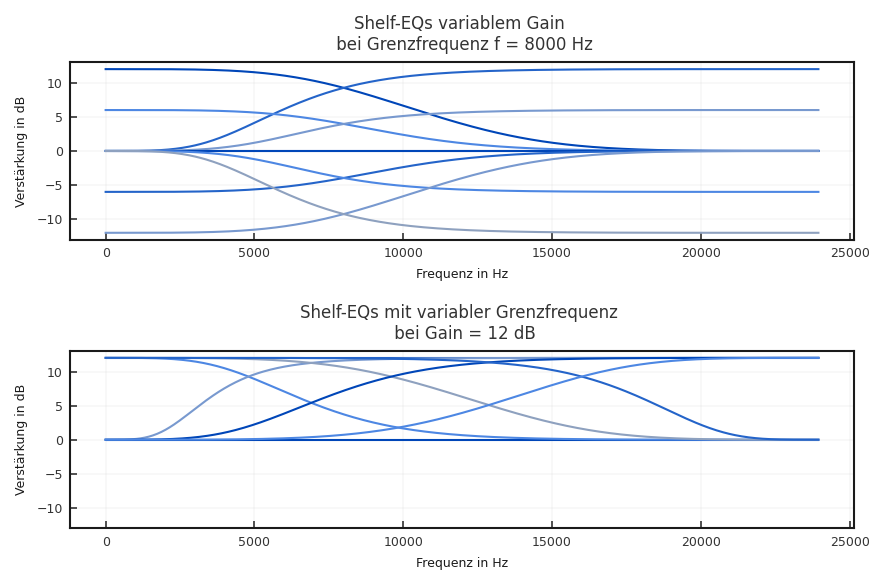 Shelf-EQs variablem Gain
bei Grenzfrequenz f = 8000 Hz
Verstärkung in dB
10
5
0
−5
−10
0 5000 10000 15000 20000 25000
Frequenz in Hz
Shelf-EQs mit variabler Grenzfrequenz
bei Gain = 12 dB
Verstärkung in dB
10
5
0
−5
−10
0 5000 10000 15000 20000 25000
Frequenz in Hz